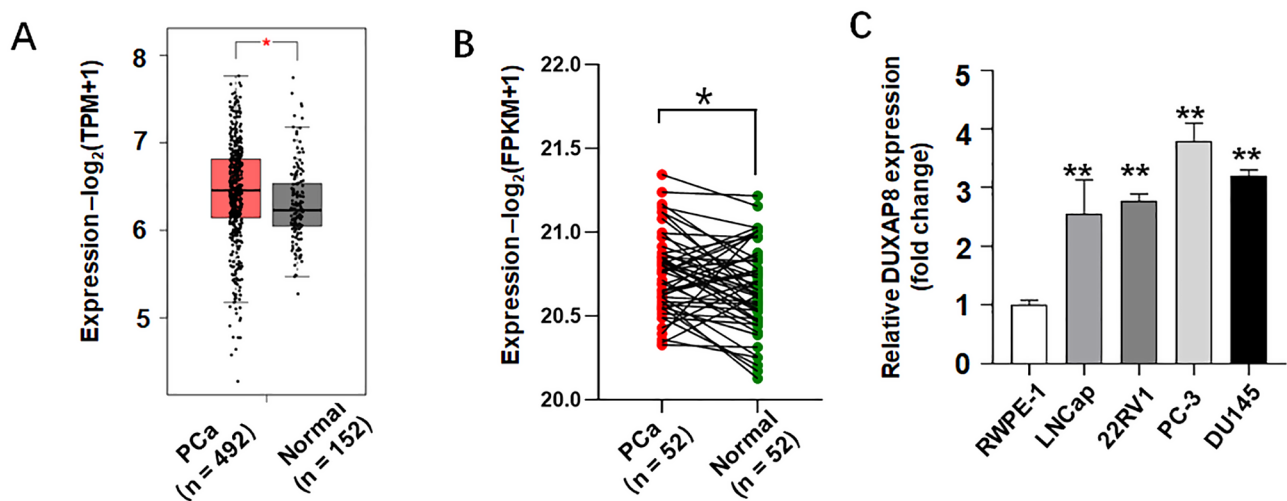 A
Expression–log2(TPM+1)
8
7
6
5
*
PCa
(n = 492)
Normal
(n = 152)
B
Expression–log2(FPKM+1)
22.0
21.5
21.0
20.5
20.0
*
PCa
(n = 52)
Normal
(n = 52)
C
Relative DUXAP8 expression
(fold change)
5
4
3
2
1
0
**
**
**
**
RWPE-1
LNCap
22RV1
PC-3
DU145